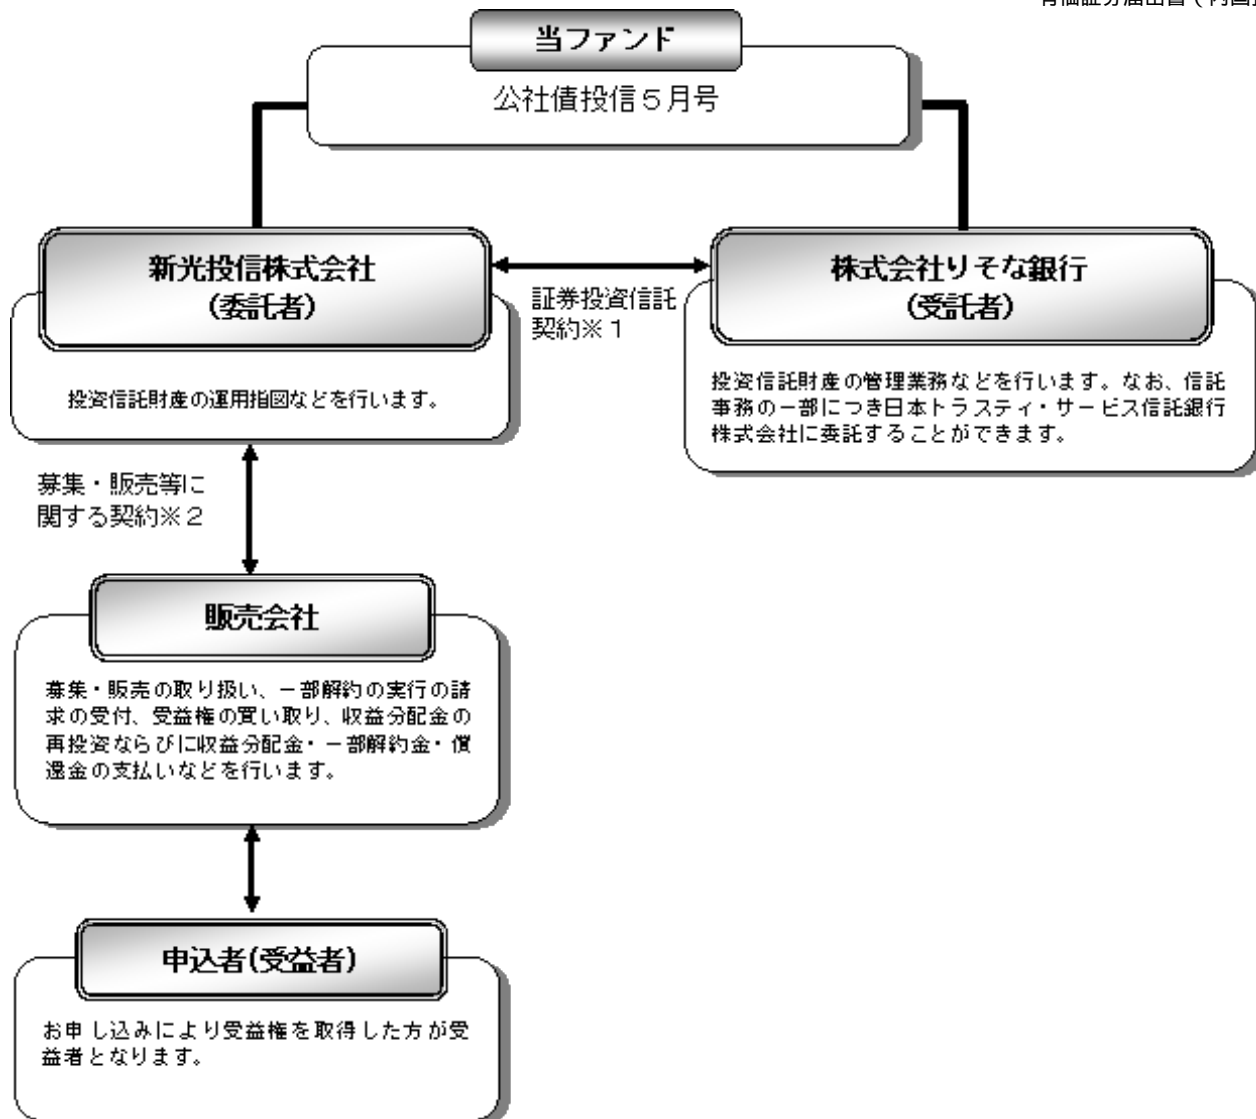 当ファンド
公社債投信５月号
新光投信株式会社
(委託者)
投資信託財産の運用指図などを行います。
証券投資信託
契約※１
株式会社りそな銀行
(受託者)
投資信託財産の管理業務などを行います。なお、信託
事務の一部につき日本トラスティ・サービス信託銀行
株式会社に委託することができます。
募集・販売等に
関する契約※２
販売会社
募集・販売の取り扱い、一部解約の実行の請
求の受付、受益権の買い取り、収益分配金の
再投資ならびに収益分配金・一部解約金・償
還金の支払いなどを行います。
申込者(受益者)
お申し込みにより受益権を取得した方が受
益者となります。